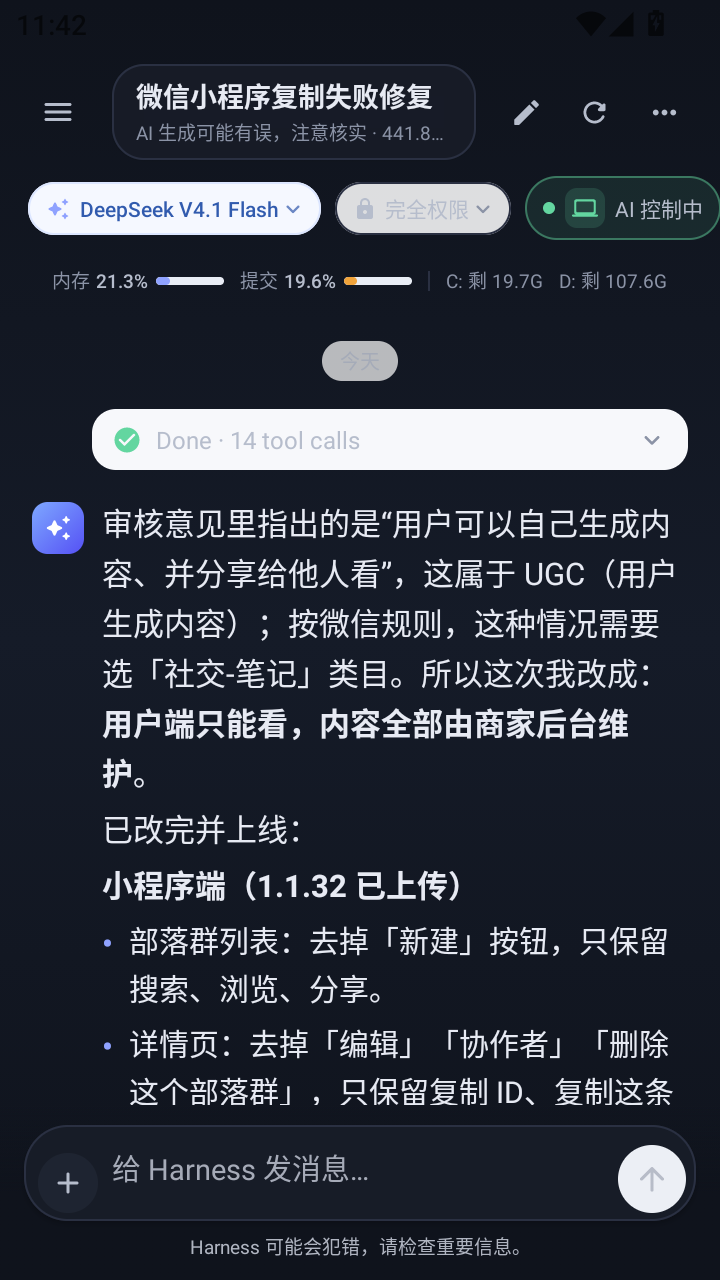 11:42
微信小程序复制失败修复
AI 生成可能有误，注意核实 · 441.8…
DeepSeek V4.1 Flash
完全权限
AI 控制中
内存 21.3% 提交 19.6% C: 剩 19.7G D: 剩 107.6G
今天
Done · 14 tool calls
审核意见里指出的是“用户可以自己生成内
容、并分享给他人看”，这属于 UGC（用户
生成内容）；按微信规则，这种情况需要
选「社交-笔记」类目。所以这次我改成：
用户端只能看，内容全部由商家后台维
护。
已改完并上线：
小程序端（1.1.32 已上传）
• 部落群列表：去掉「新建」按钮，只保留
搜索、浏览、分享。
• 详情页：去掉「编辑」「协作者」「删除
这个部落群」，只保留复制 ID、复制这条
给 Harness 发消息…
Harness 可能会犯错，请检查重要信息。